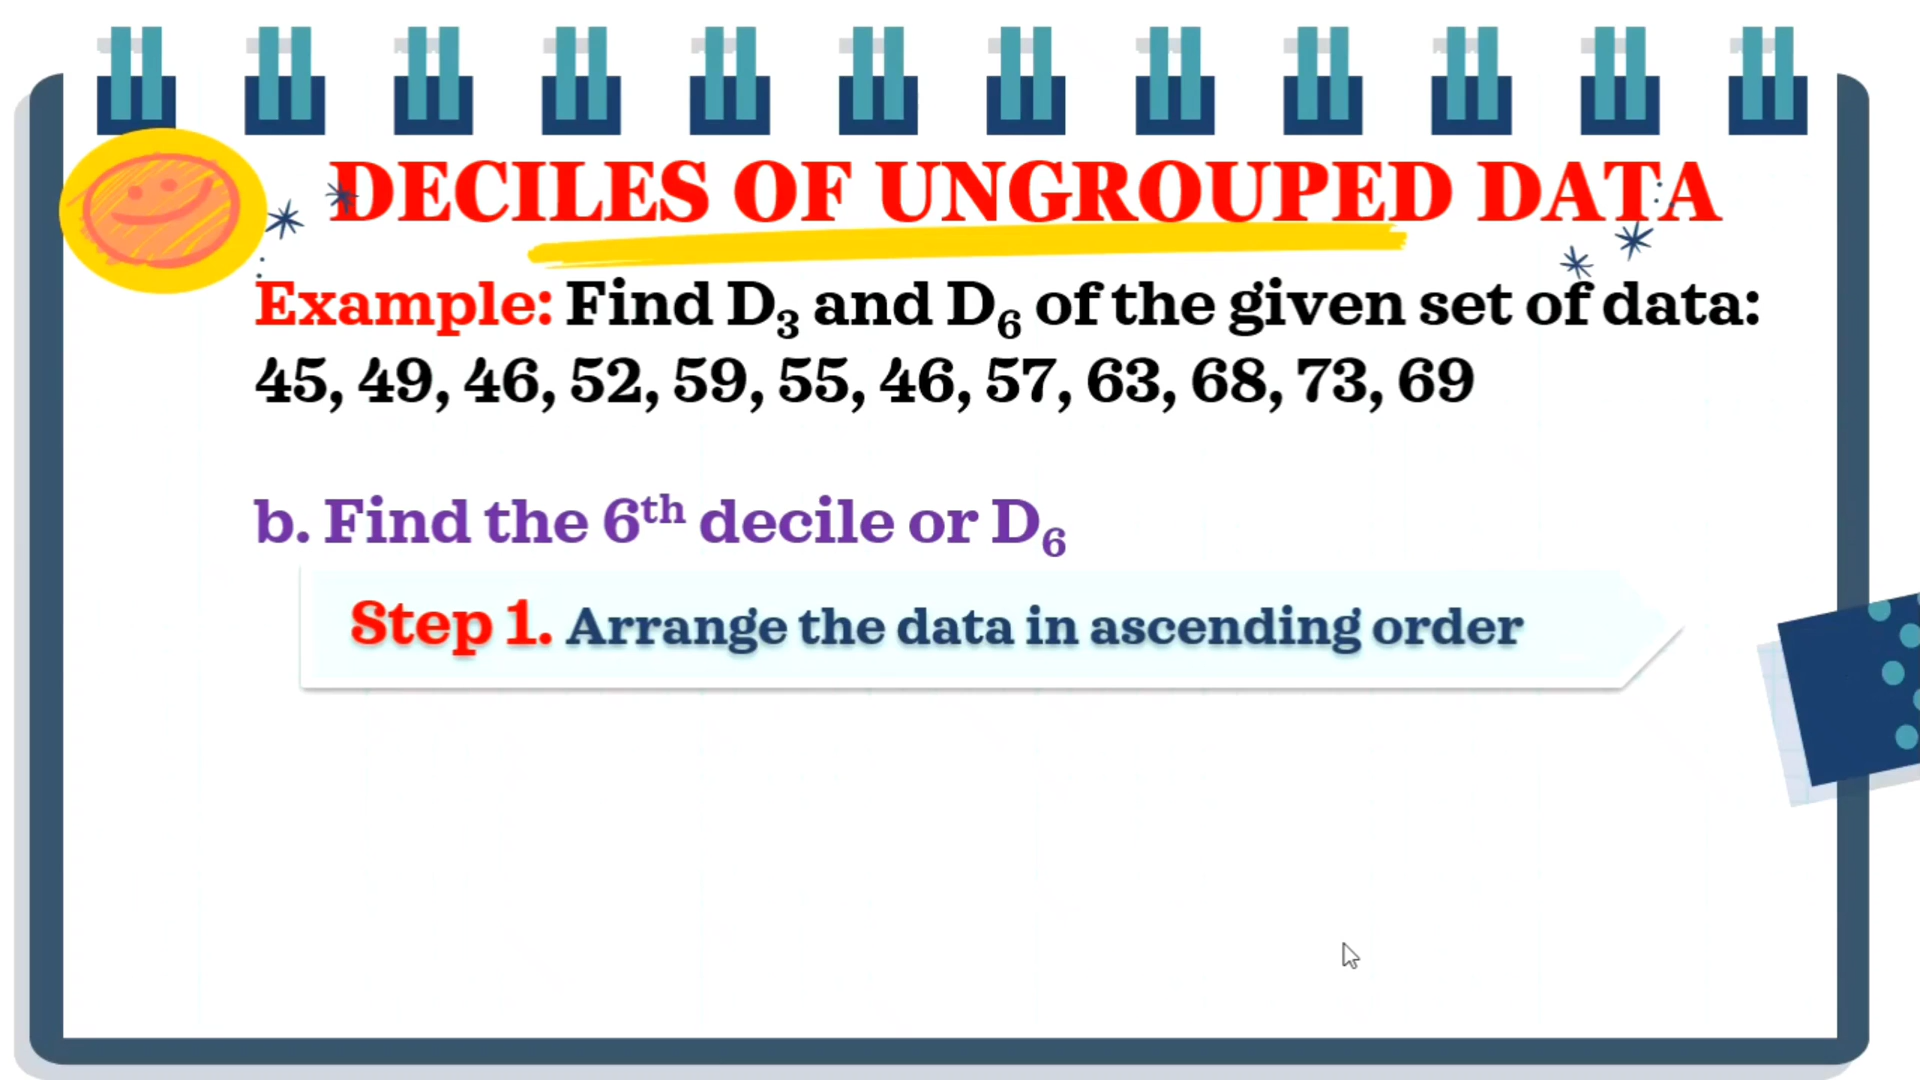 DECILES OF UNGROUPED DATA
Example: Find D₃ and D₆ of the given set of data:
45, 49, 46, 52, 59, 55, 46, 57, 63, 68, 73, 69
b. Find the 6ᵗʰ decile or D₆
Step 1. Arrange the data in ascending order